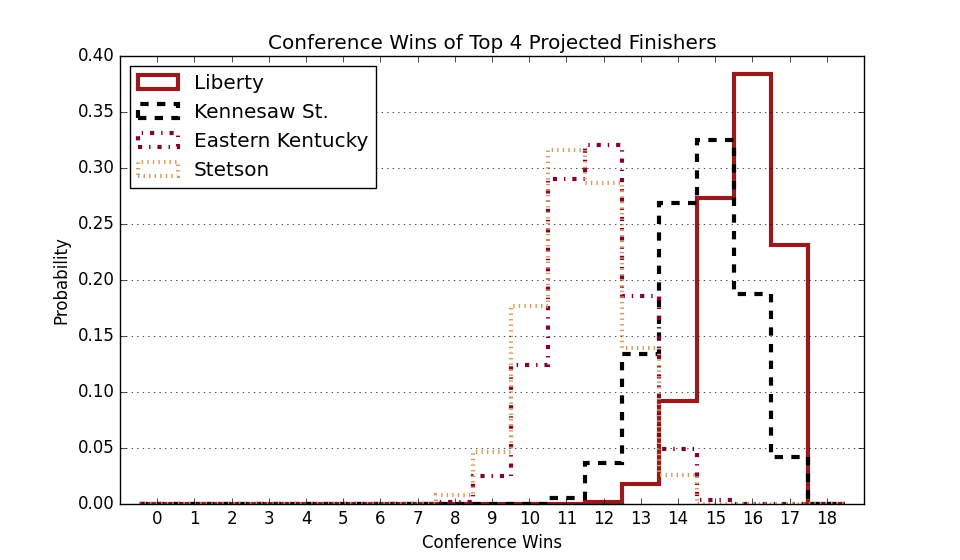 Conference Wins of Top 4 Projected Finishers
0.40
0.35
0.30
0.25
0.20
0.15
0.10
0.05
0.00
Probability
Liberty
Kennesaw St.
Eastern Kentucky
Stetson
0 1 2 3 4 5 6 7 8 9 10 11 12 13 14 15 16 17 18
Conference Wins